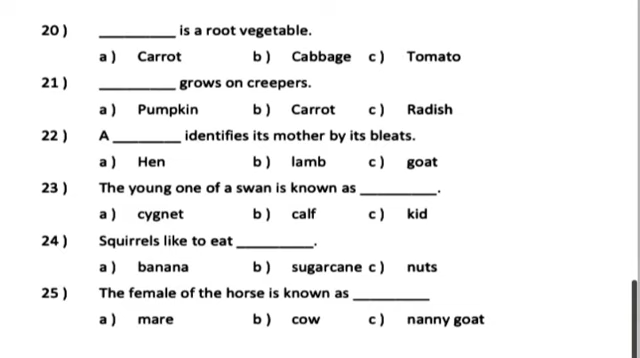 20 ) __________ is a root vegetable.
a ) Carrot b ) Cabbage c ) Tomato
21 ) __________ grows on creepers.
a ) Pumpkin b ) Carrot c ) Radish
22 ) A _________ identifies its mother by its bleats.
a ) Hen b ) lamb c ) goat
23 ) The young one of a swan is known as __________.
a ) cygnet b ) calf c ) kid
24 ) Squirrels like to eat __________.
a ) banana b ) sugarcane c ) nuts
25 ) The female of the horse is known as __________
a ) mare b ) cow c ) nanny goat